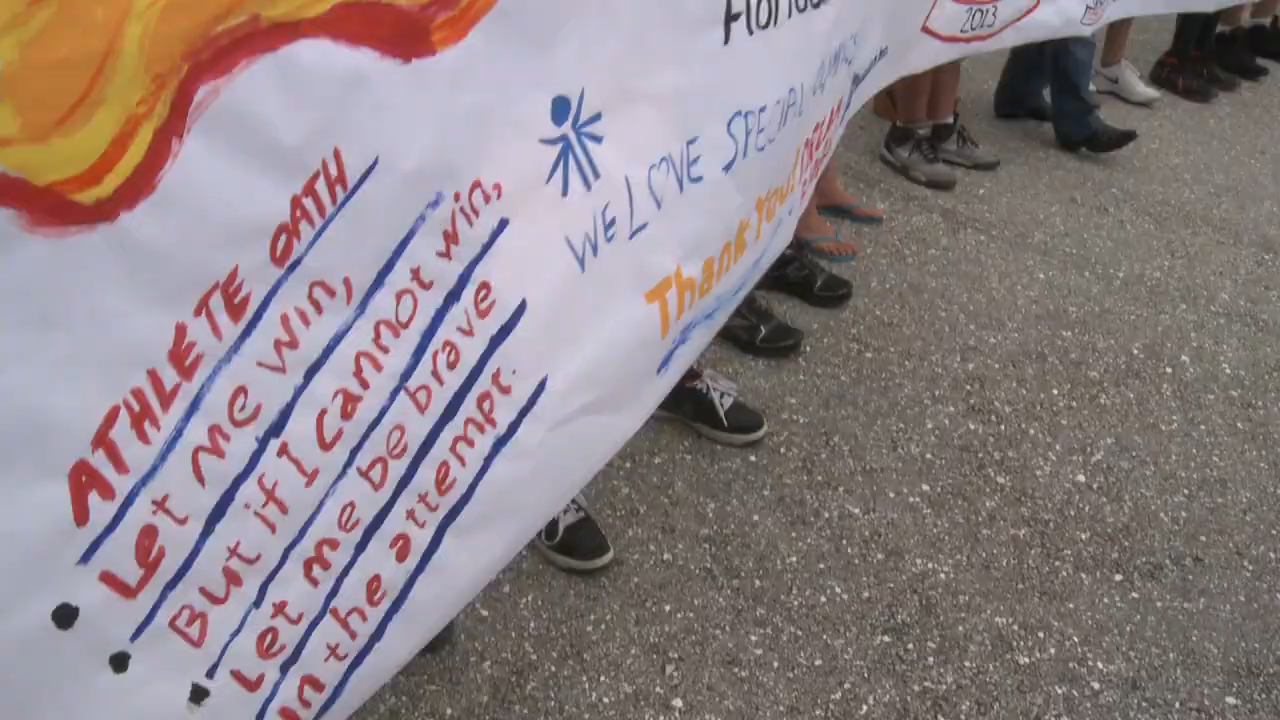 ATHLETE OATH
Let me win,
But if I cannot win,
Let me be brave
In the attempt.
WE LOVE SPECIAL
Thank You!
DREAM
2013